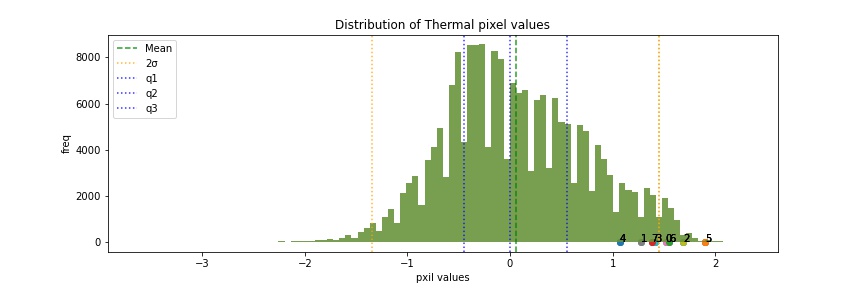 Distribution of Thermal pixel values
Mean
2σ
q1
q2
q3
freq
8000
6000
4000
2000
0
4 1 7 3 0 6 2 5
−3 −2 −1 0 1 2
pxil values